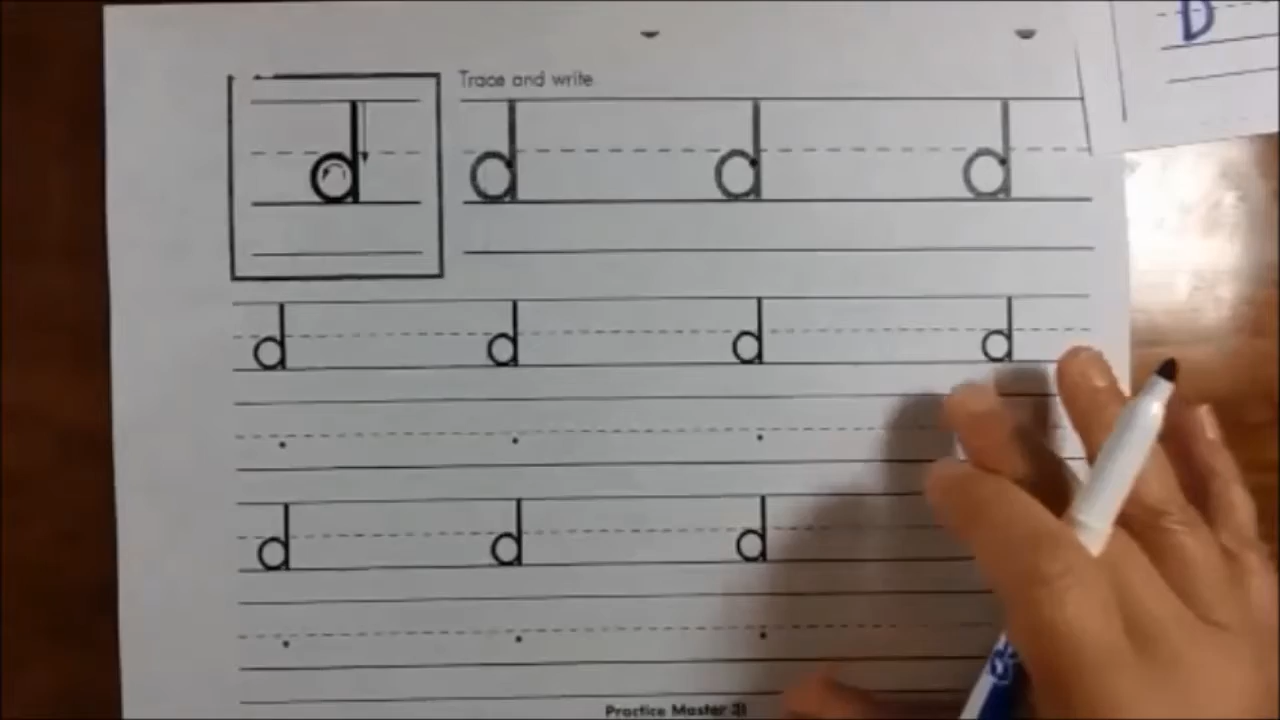 D
Trace and write.
d d d d
d d d d
d d d
Practice Master 31